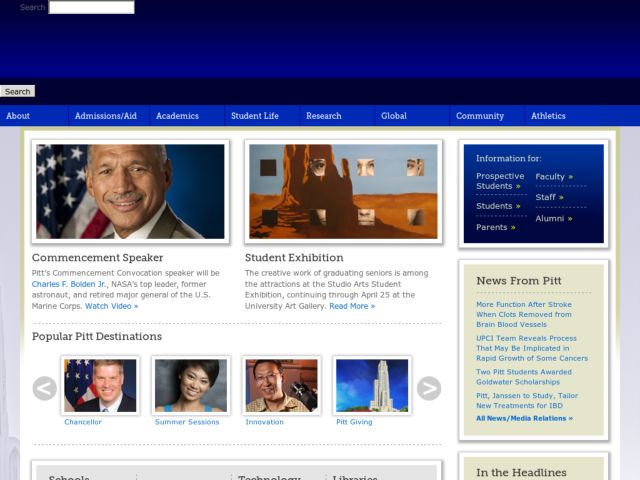 Search
Search
About
Admissions/Aid
Academics
Student Life
Research
Global
Community
Athletics
Commencement Speaker
Pitt's Commencement Convocation speaker will be
Charles F. Bolden Jr., NASA's top leader, former
astronaut, and retired major general of the U.S.
Marine Corps. Watch Video »
Student Exhibition
The creative work of graduating seniors is among
the attractions at the Studio Arts Student
Exhibition, continuing through April 25 at the
University Art Gallery. Read More »
Popular Pitt Destinations
<
Chancellor
Summer Sessions
Innovation
Pitt Giving
>
Schools
Technology
Libraries
Information for:
Prospective
Students »
Students »
Parents »
Faculty »
Staff »
Alumni »
News From Pitt
More Function After Stroke
When Clots Removed from
Brain Blood Vessels
UPCI Team Reveals Process
That May Be Implicated in
Rapid Growth of Some Cancers
Two Pitt Students Awarded
Goldwater Scholarships
Pitt, Janssen to Study, Tailor
New Treatments for IBD
All News/Media Relations »
In the Headlines